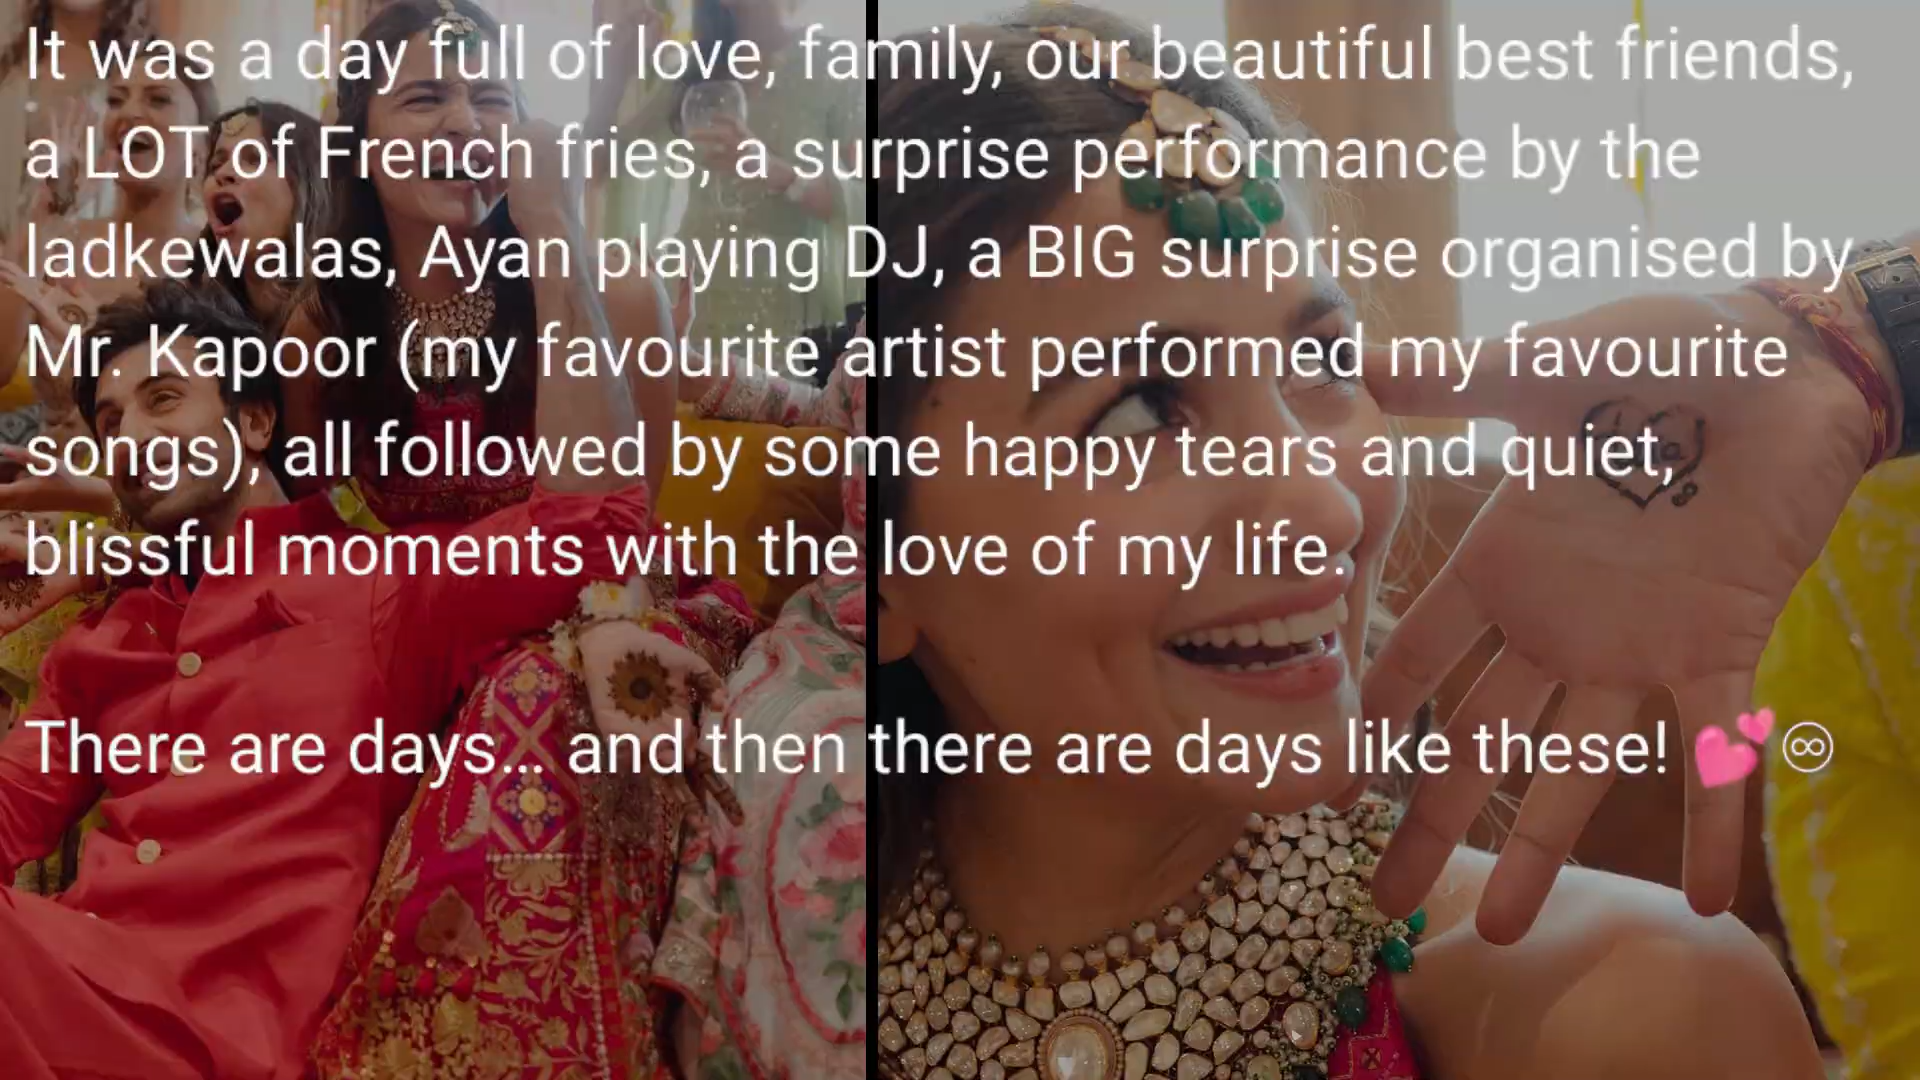 It was a day full of love, family, our beautiful best friends,
a LOT of French fries, a surprise performance by the
ladkewalas, Ayan playing DJ, a BIG surprise organised by
Mr. Kapoor (my favourite artist performed my favourite
songs), all followed by some happy tears and quiet,
blissful moments with the love of my life.
There are days… and then there are days like these! 💕♾